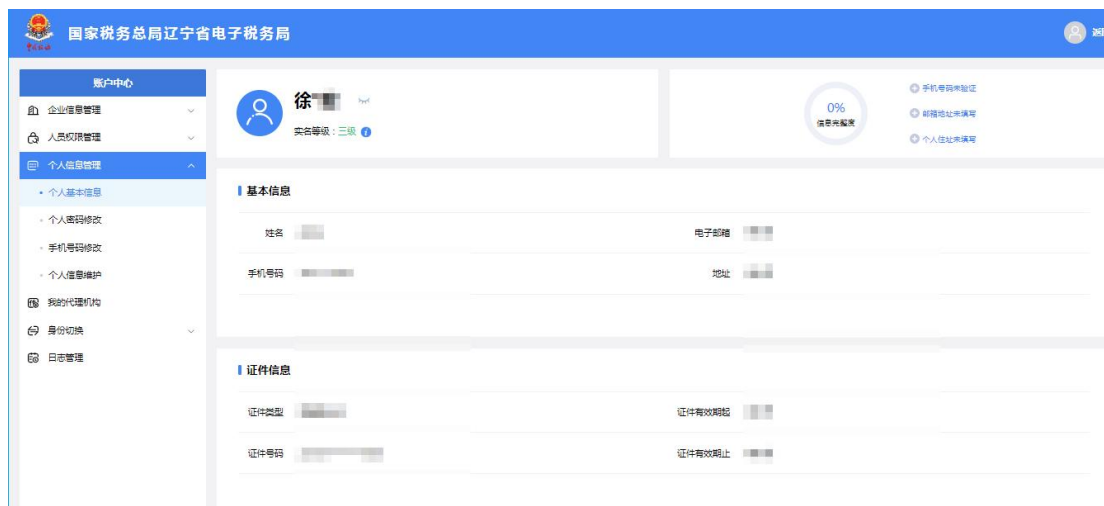 国家税务总局辽宁省电子税务局
账户中心
企业信息管理
人员权限管理
个人信息管理
个人基本信息
个人密码修改
手机号码修改
个人信息维护
我的代理机构
身份切换
日志管理
徐
实名等级：三级
0%
信息完整度
手机号码未验证
邮箱地址未填写
个人住址未填写
基本信息
姓名
电子邮箱
手机号码
地址
证件信息
证件类型
证件有效期起
证件号码
证件有效期止